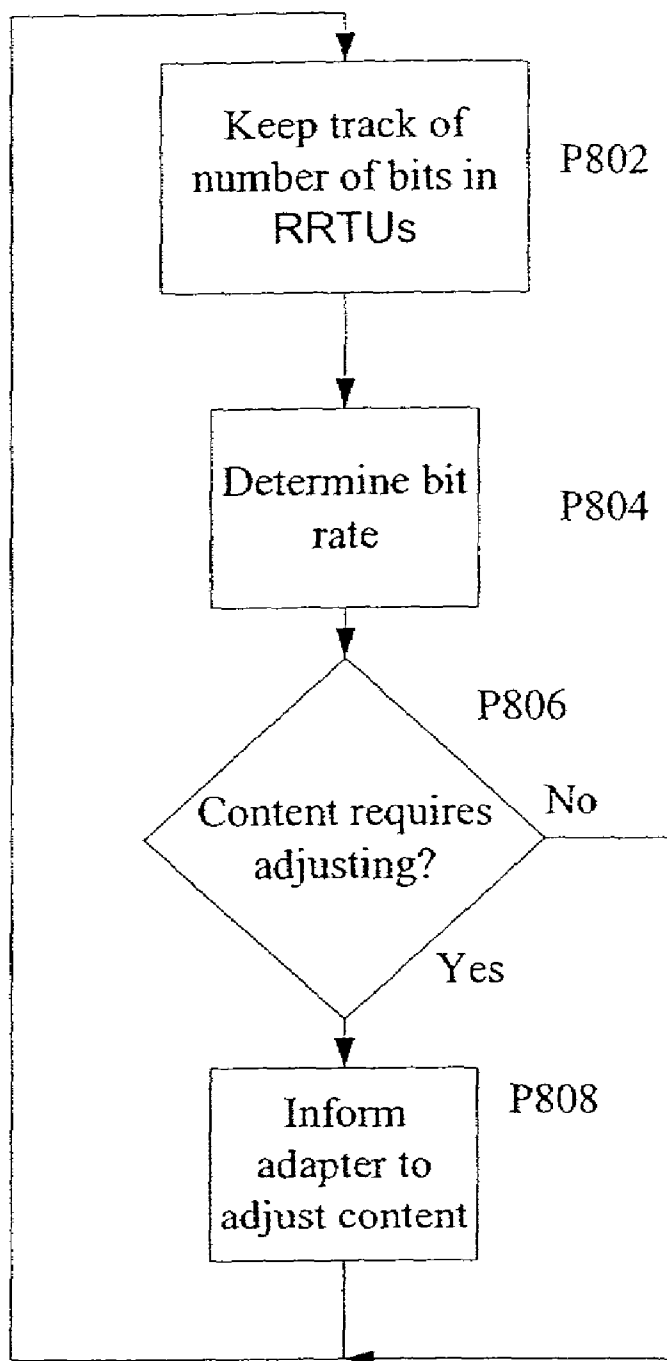 Keep track of
number of bits in
RRTUs
P802
Determine bit
rate
P804
P806
Content requires
adjusting?
No
Yes
Inform
adapter to
adjust content
P808